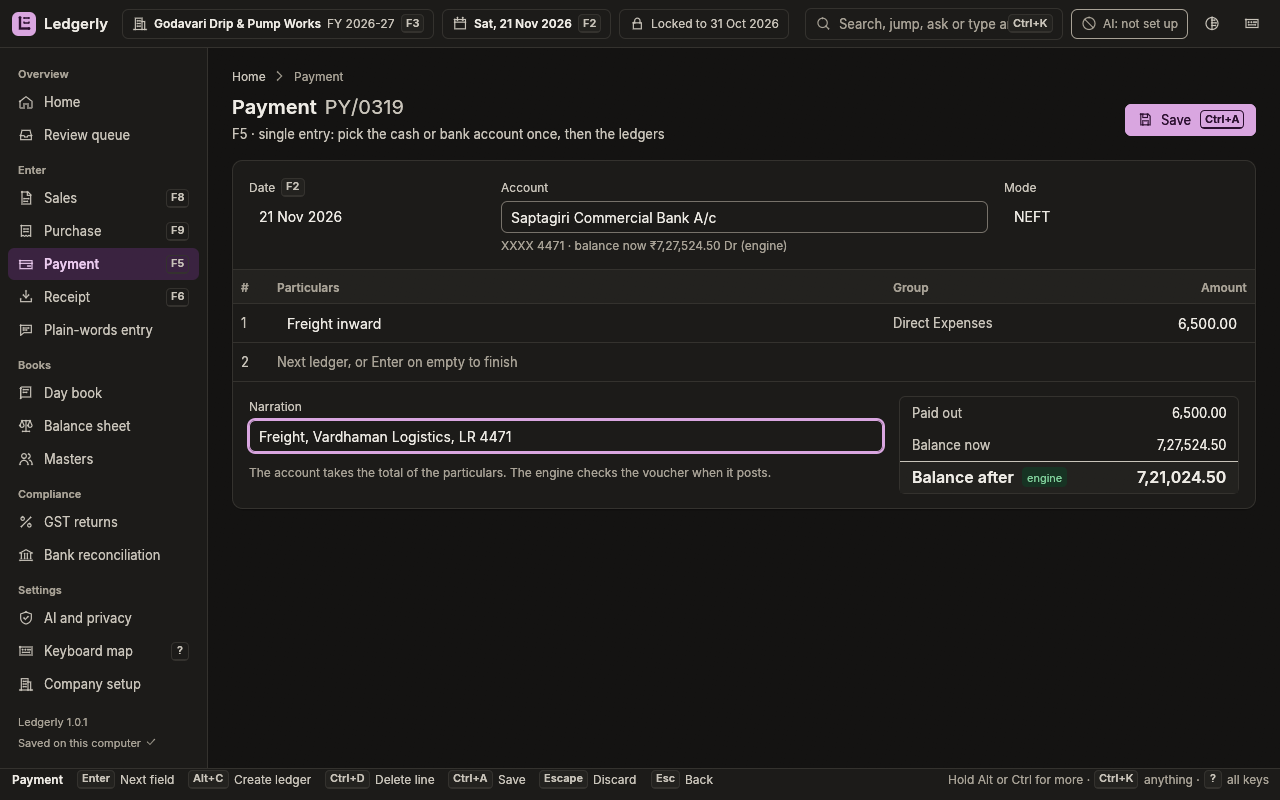 Ledgerly
Godavari Drip & Pump Works FY 2026-27 F3
Sat, 21 Nov 2026 F2
Locked to 31 Oct 2026
Search, jump, ask or type a Ctrl+K
AI: not set up
Overview
Home
Review queue
Enter
Sales F8
Purchase F9
Payment F5
Receipt F6
Plain-words entry
Books
Day book
Balance sheet
Masters
Compliance
GST returns
Bank reconciliation
Settings
AI and privacy
Keyboard map ?
Company setup
Ledgerly 1.0.1
Saved on this computer
Home Payment
Payment PY/0319
F5 · single entry: pick the cash or bank account once, then the ledgers
Save Ctrl+A
Date F2
21 Nov 2026
Account
Saptagiri Commercial Bank A/c
XXXX 4471 · balance now ₹7,27,524.50 Dr (engine)
Mode
NEFT
# Particulars Group Amount
1 Freight inward Direct Expenses 6,500.00
2 Next ledger, or Enter on empty to finish
Narration
Freight, Vardhaman Logistics, LR 4471
The account takes the total of the particulars. The engine checks the voucher when it posts.
Paid out 6,500.00
Balance now 7,27,524.50
Balance after engine 7,21,024.50
Payment Enter Next field Alt+C Create ledger Ctrl+D Delete line Ctrl+A Save Escape Discard Esc Back
Hold Alt or Ctrl for more · Ctrl+K anything · ? all keys